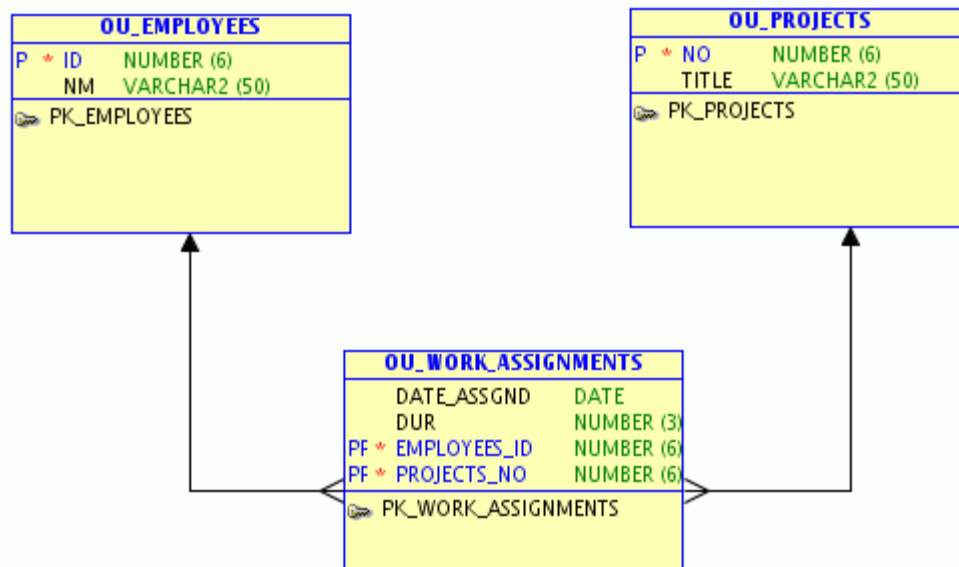 OU_EMPLOYEES
P * ID NUMBER (6)
NM VARCHAR2 (50)
PK_EMPLOYEES
OU_PROJECTS
P * NO NUMBER (6)
TITLE VARCHAR2 (50)
PK_PROJECTS
OU_WORK_ASSIGNMENTS
DATE_ASSGND DATE
DUR NUMBER (3)
PF * EMPLOYEES_ID NUMBER (6)
PF * PROJECTS_NO NUMBER (6)
PK_WORK_ASSIGNMENTS